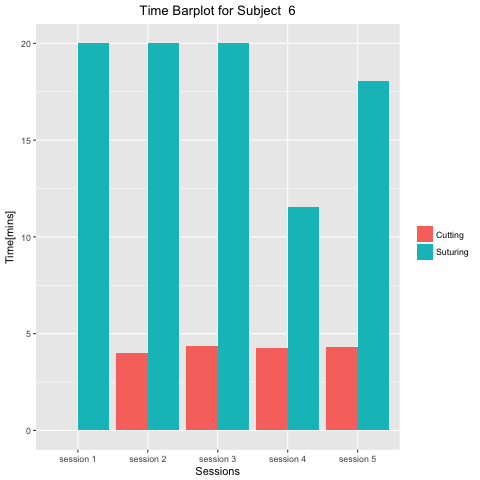 Time Barplot for Subject  6
20
15
10
5
0
Time[mins]
session 1 session 2 session 3 session 4 session 5
Sessions
Cutting
Suturing